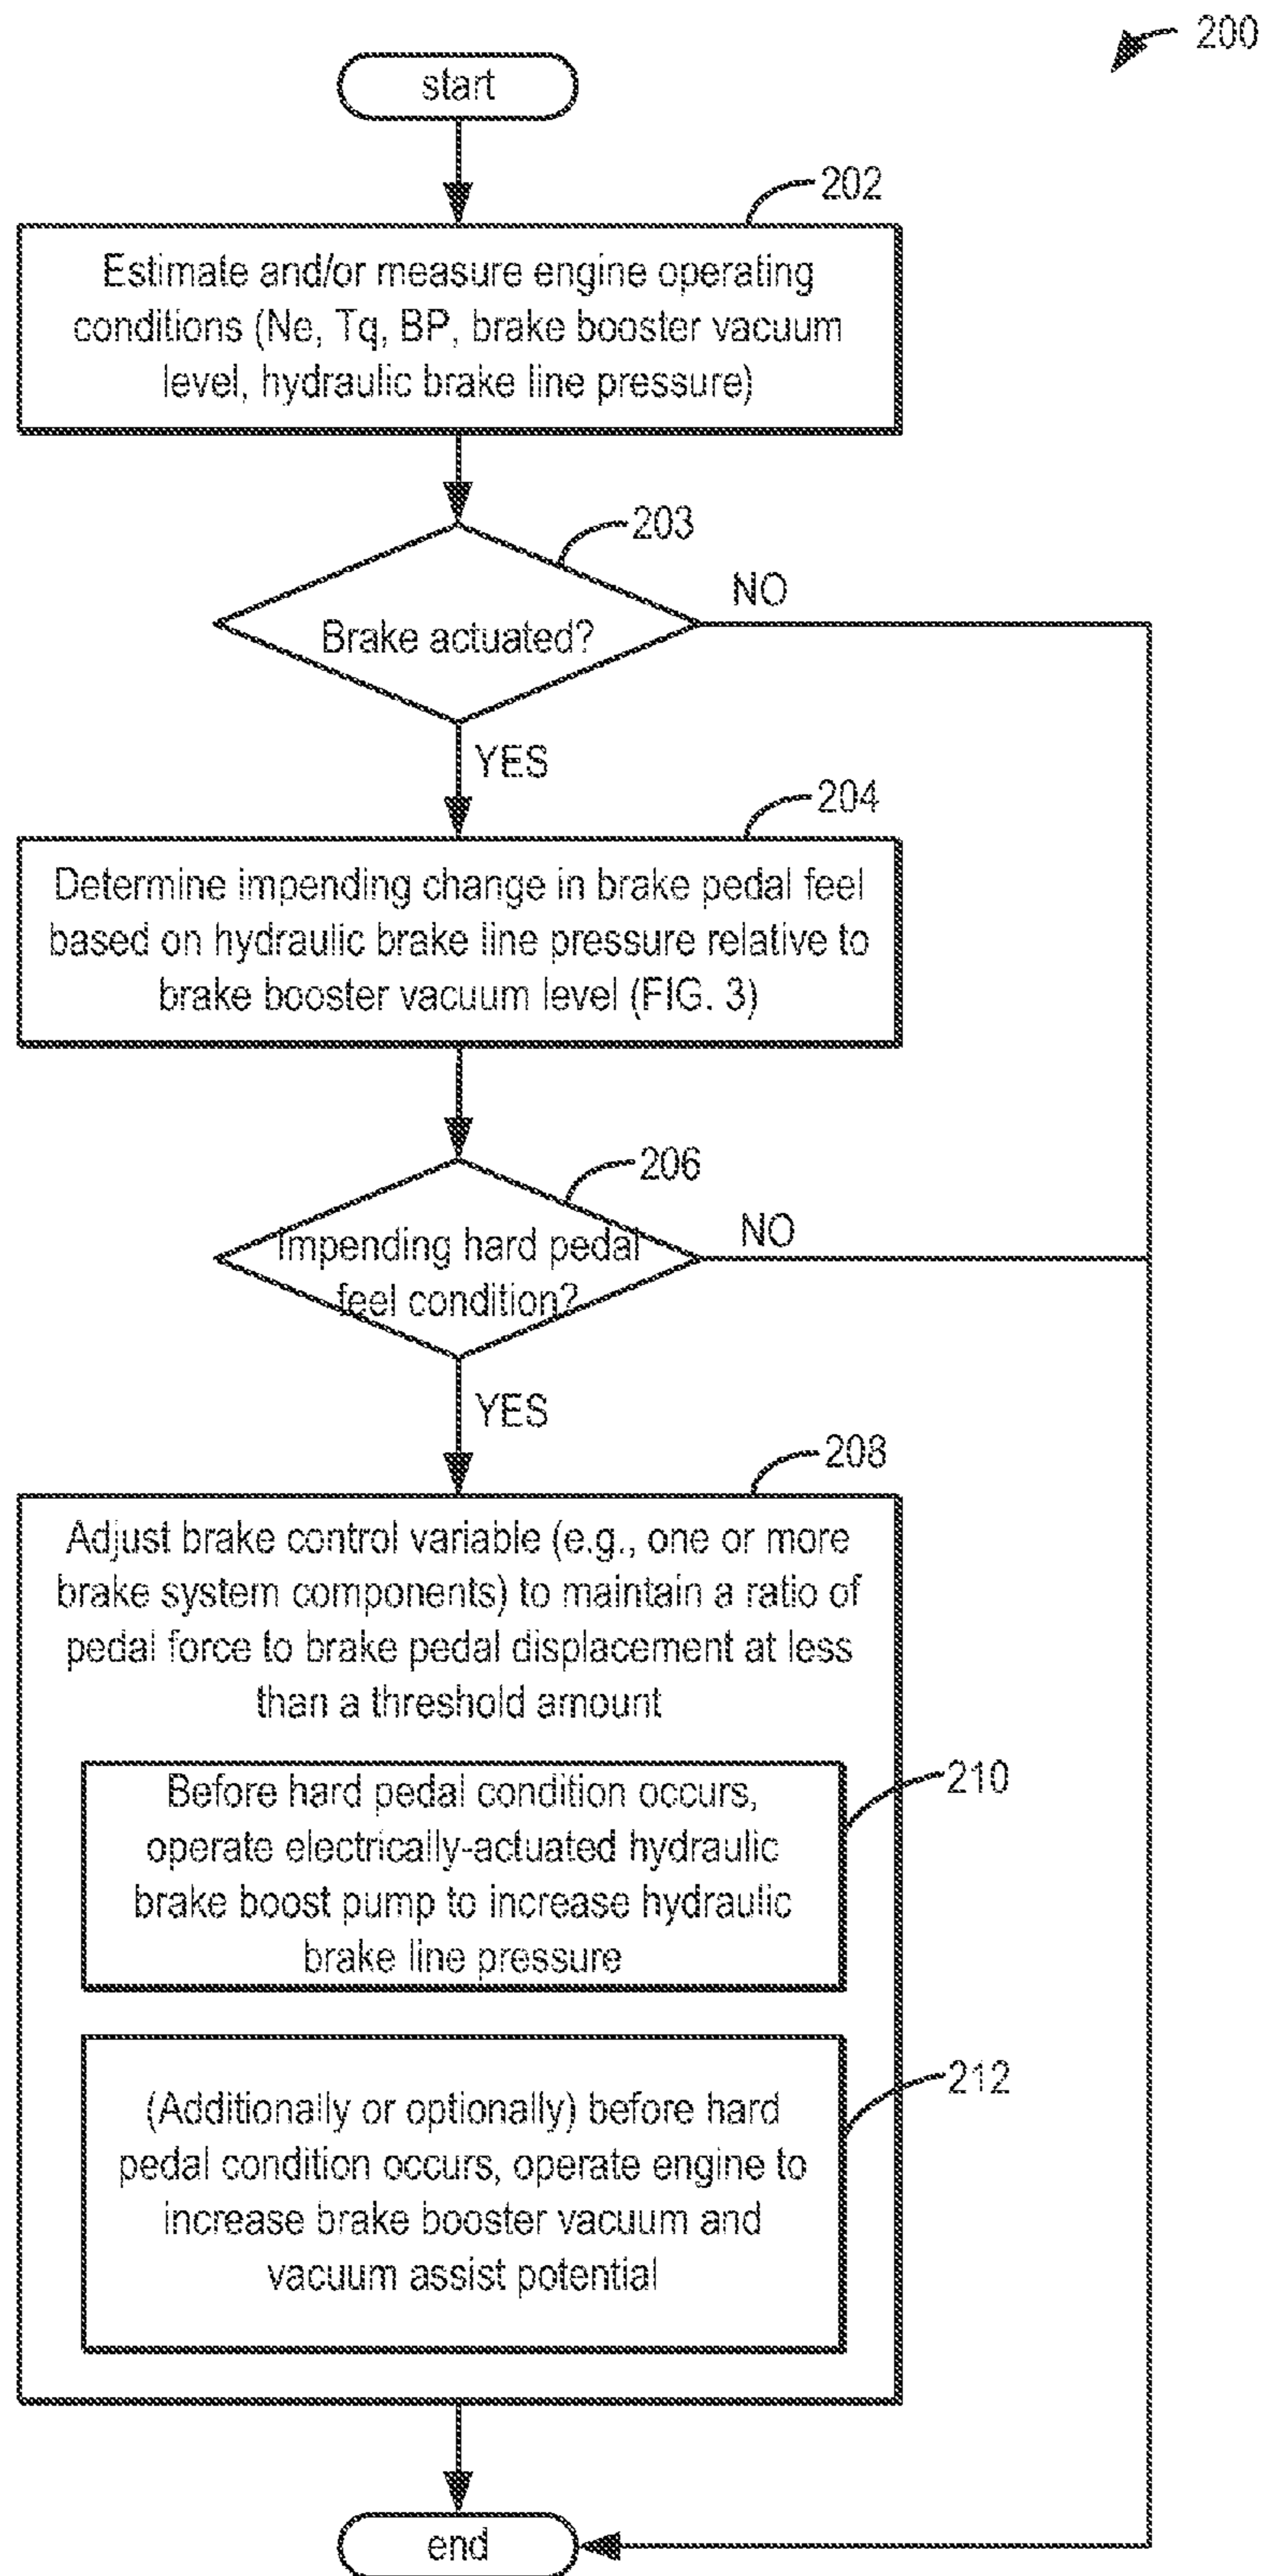 200
start
202
Estimate and/or measure engine operating
conditions (Ne, Tq, BP, brake booster vacuum
level, hydraulic brake line pressure)
203
Brake actuated?
NO
YES
204
Determine impending change in brake pedal feel
based on hydraulic brake line pressure relative to
brake booster vacuum level (FIG. 3)
206
Impending hard pedal
feel condition?
NO
YES
208
Adjust brake control variable (e.g., one or more
brake system components) to maintain a ratio of
pedal force to brake pedal displacement at less
than a threshold amount
210
Before hard pedal condition occurs,
operate electrically-actuated hydraulic
brake boost pump to increase hydraulic
brake line pressure
212
(Additionally or optionally) before hard
pedal condition occurs, operate engine to
increase brake booster vacuum and
vacuum assist potential
end